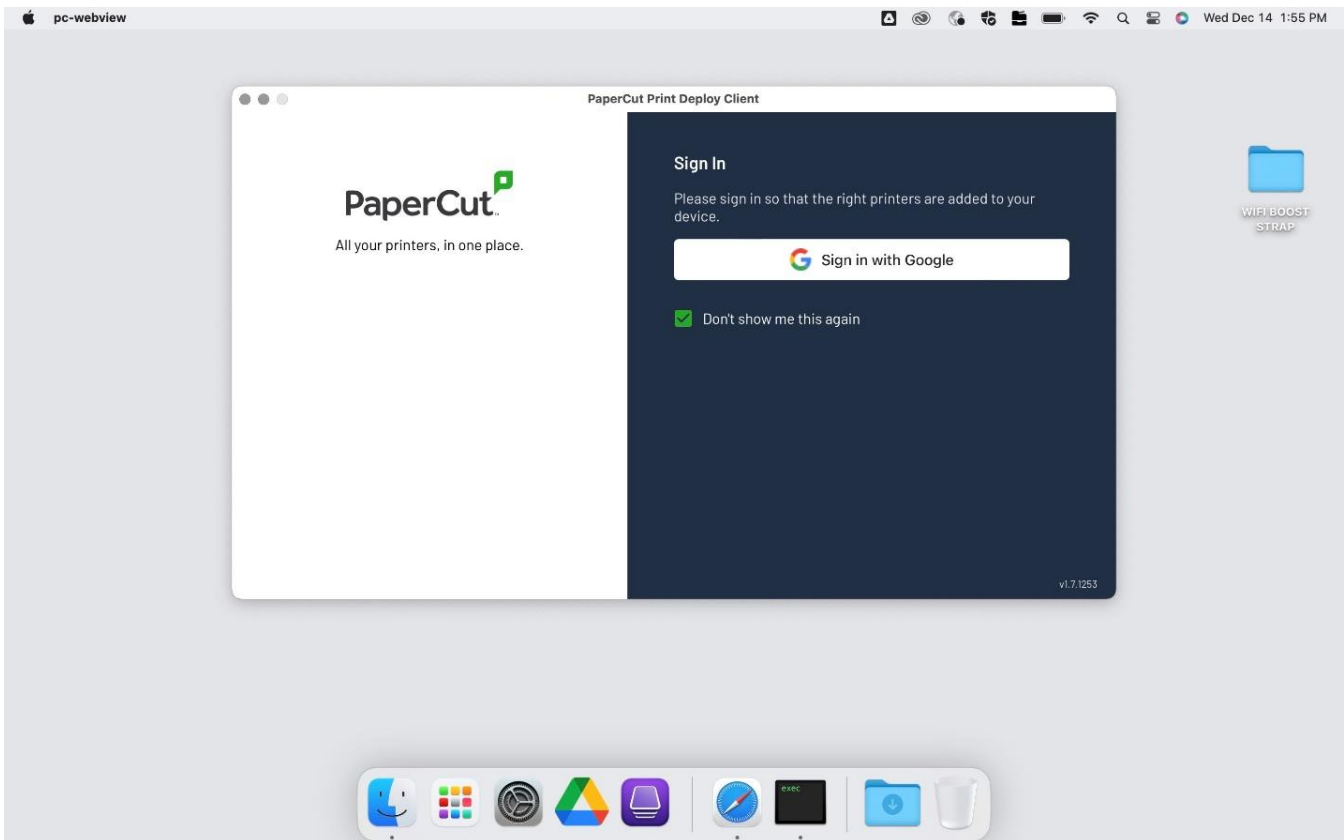 pc-webview
Wed Dec 14 1:55 PM
PaperCut Print Deploy Client
PaperCut™
All your printers, in one place.
Sign In
Please sign in so that the right printers are added to your
device.
Sign in with Google
Don't show me this again
v1.7.1253
WIFI BOOST
STRAP
exec